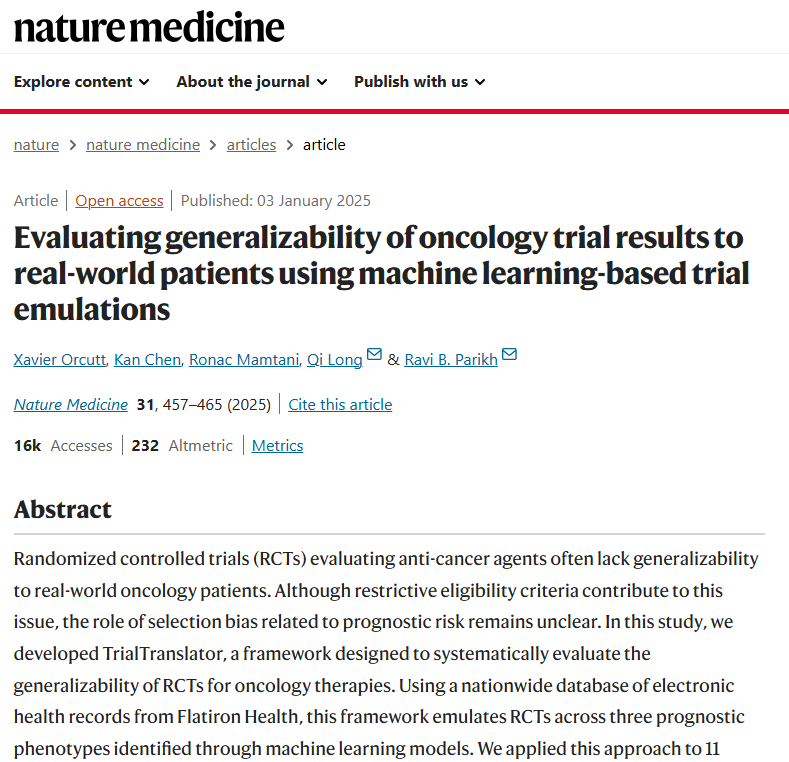 nature medicine
Explore content About the journal Publish with us
nature > nature medicine > articles > article
Article | Open access | Published: 03 January 2025
Evaluating generalizability of oncology trial results to
real-world patients using machine learning-based trial
emulations
Xavier Orcutt, Kan Chen, Ronac Mamtani, Qi Long & Ravi B. Parikh
Nature Medicine 31, 457–465 (2025) | Cite this article
16k Accesses | 232 Altmetric | Metrics
Abstract
Randomized controlled trials (RCTs) evaluating anti-cancer agents often lack generalizability
to real-world oncology patients. Although restrictive eligibility criteria contribute to this
issue, the role of selection bias related to prognostic risk remains unclear. In this study, we
developed TrialTranslator, a framework designed to systematically evaluate the
generalizability of RCTs for oncology therapies. Using a nationwide database of electronic
health records from Flatiron Health, this framework emulates RCTs across three prognostic
phenotypes identified through machine learning models. We applied this approach to 11